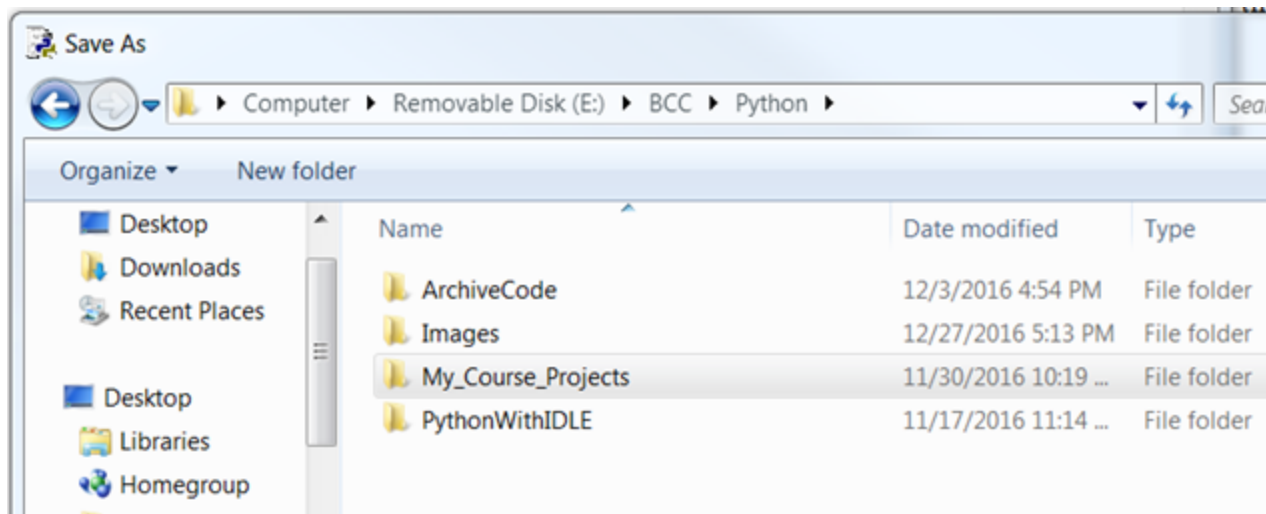 Save As
Computer Removable Disk (E:) BCC Python
Organize New folder
Desktop
Downloads
Recent Places
Desktop
Libraries
Homegroup
Name Date modified Type
ArchiveCode 12/3/2016 4:54 PM File folder
Images 12/27/2016 5:13 PM File folder
My_Course_Projects 11/30/2016 10:19 ... File folder
PythonWithIDLE 11/17/2016 11:14 ... File folder